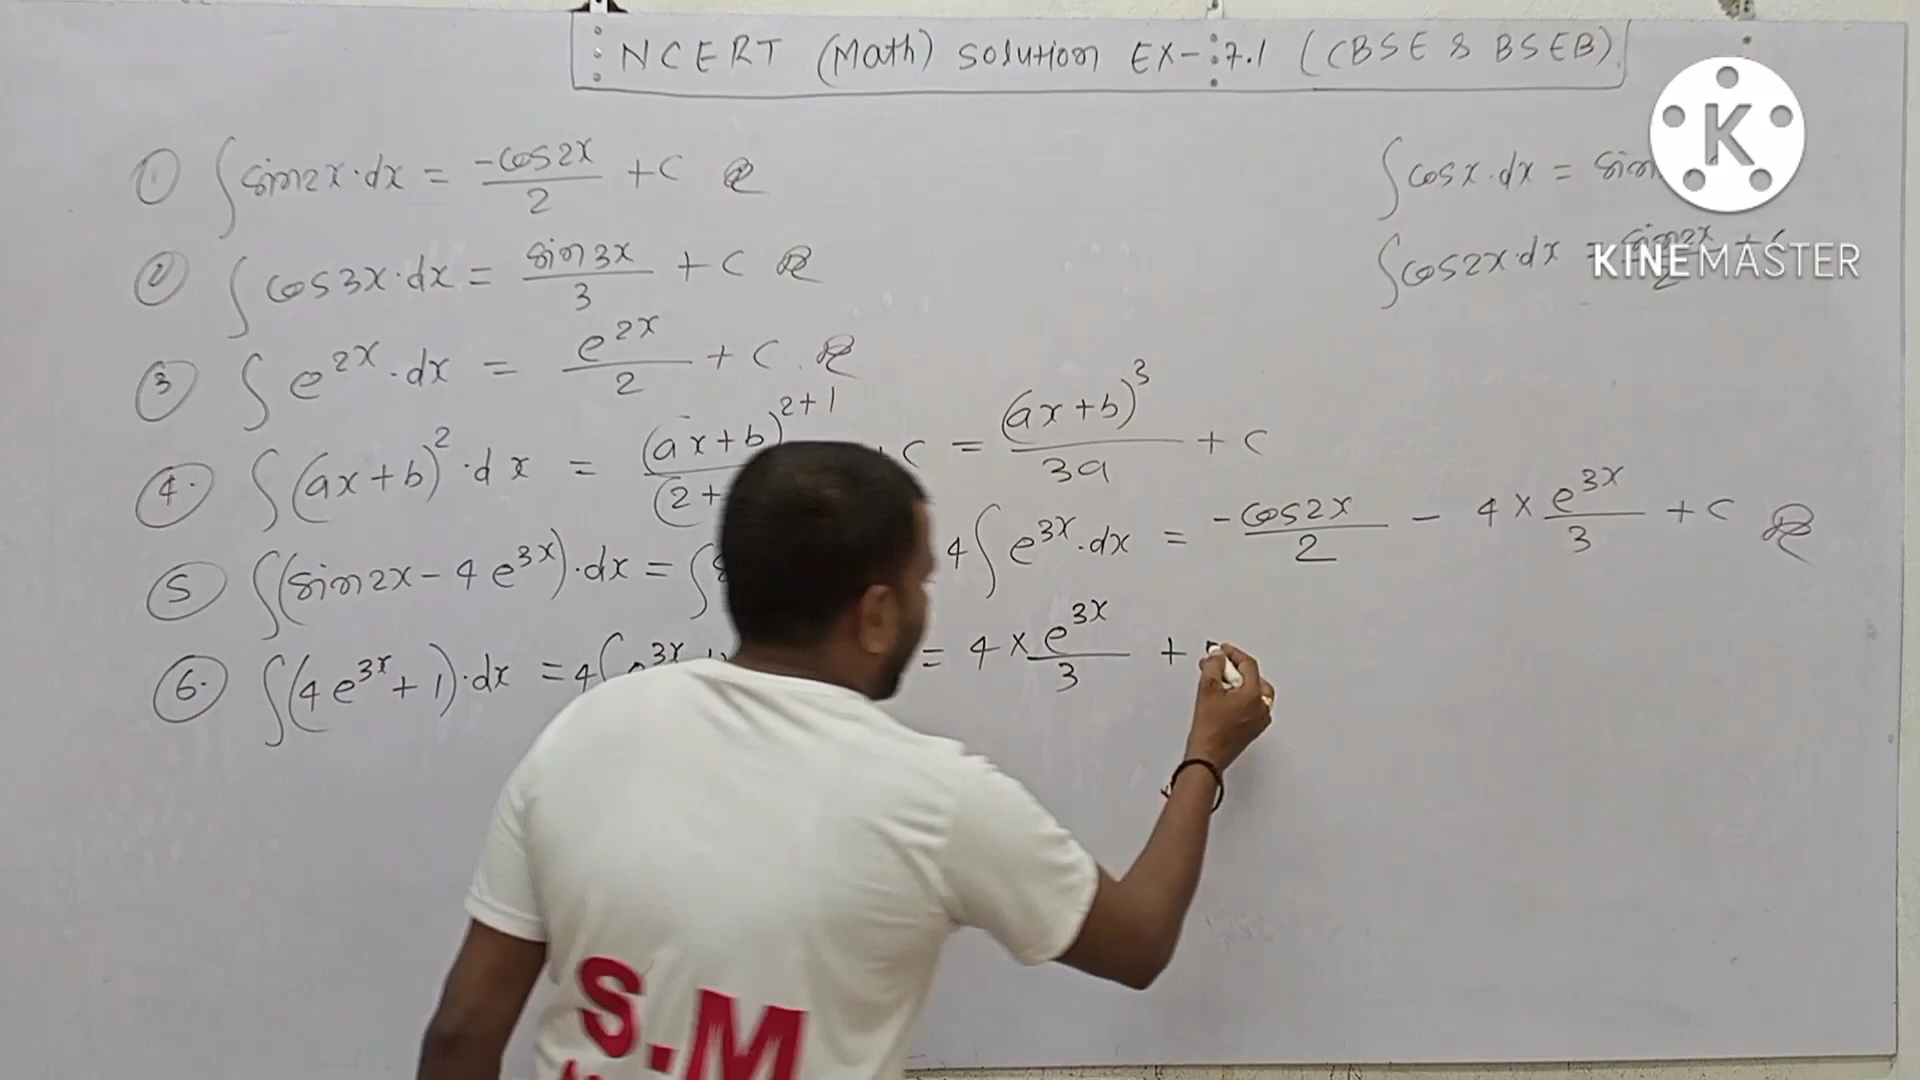 NCERT (Math) Solution EX-7.1 (CBSE & BSEB)
① ∫sin2x·dx = -cos2x/2 + C
② ∫cos3x·dx = sin3x/3 + C
③ ∫e^2x·dx = e^2x/2 + C
④· ∫(ax+b)^2·dx = (ax+b)^2+1/(2+ + C = (ax+b)^3/3a + C
⑤ ∫(sin2x-4e^3x)·dx = ∫ 4∫e^3x·dx = -cos2x/2 - 4×e^3x/3 + C
⑥· ∫(4e^3x+1)·dx = 4∫e^3x = 4×e^3x/3 +
∫cosx·dx = sin
∫cos2x·dx = sin2x/2 + C
K
KINEMASTER
S.M